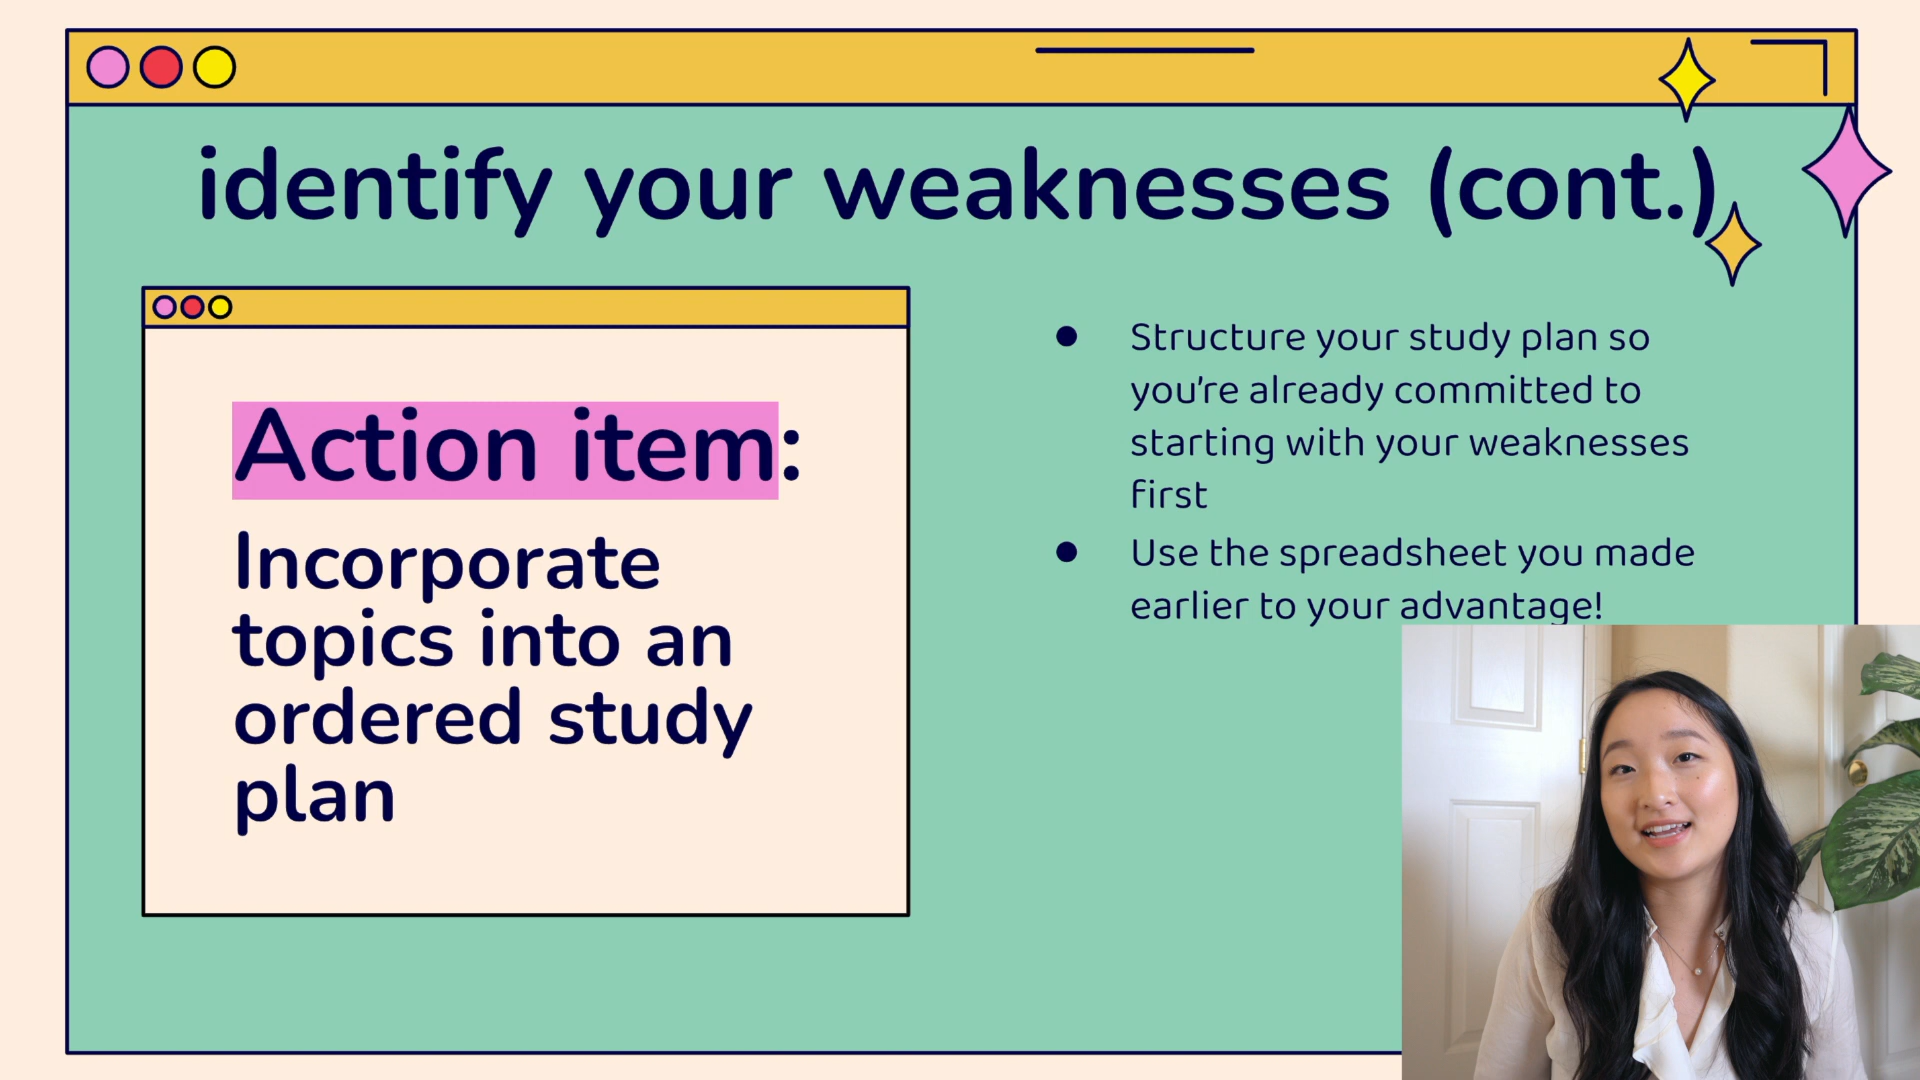 identify your weaknesses (cont.)
Action item:
Incorporate
topics into an
ordered study
plan
● Structure your study plan so
you're already committed to
starting with your weaknesses
first
● Use the spreadsheet you made
earlier to your advantage!